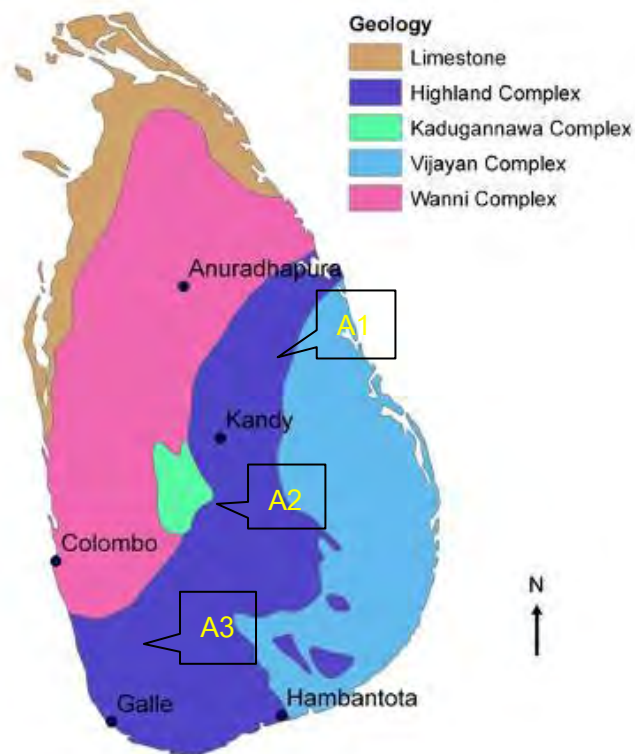 Geology
Limestone
Highland Complex
Kadugannawa Complex
Vijayan Complex
Wanni Complex
Anuradhapura
A1
Kandy
A2
Colombo
N
A3
Galle
Hambantota